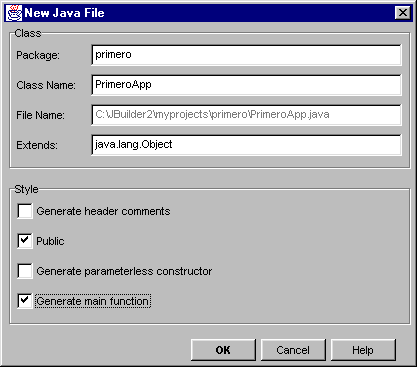 New Java File
Class
Package: primero
Class Name: PrimeroApp
File Name: C:\JBuilder2\myprojects\primero\PrimeroApp.java
Extends: java.lang.Object
Style
Generate header comments
Public
Generate parameterless constructor
Generate main function
OK Cancel Help